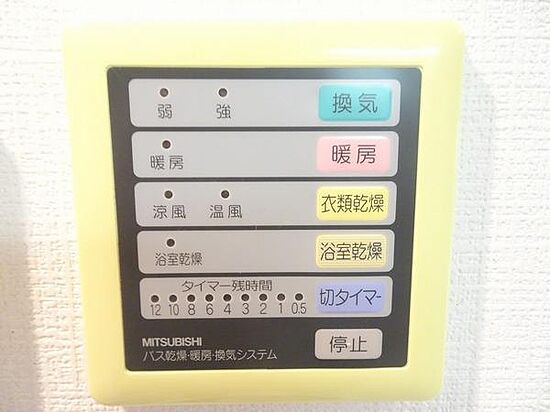 弱 強 換気
暖房 暖房
涼風 温風 衣類乾燥
浴室乾燥 浴室乾燥
タイマー残時間
12 10 8 6 4 3 2 1 0.5 切タイマー
MITSUBISHI
バス乾燥・暖房・換気システム
停止